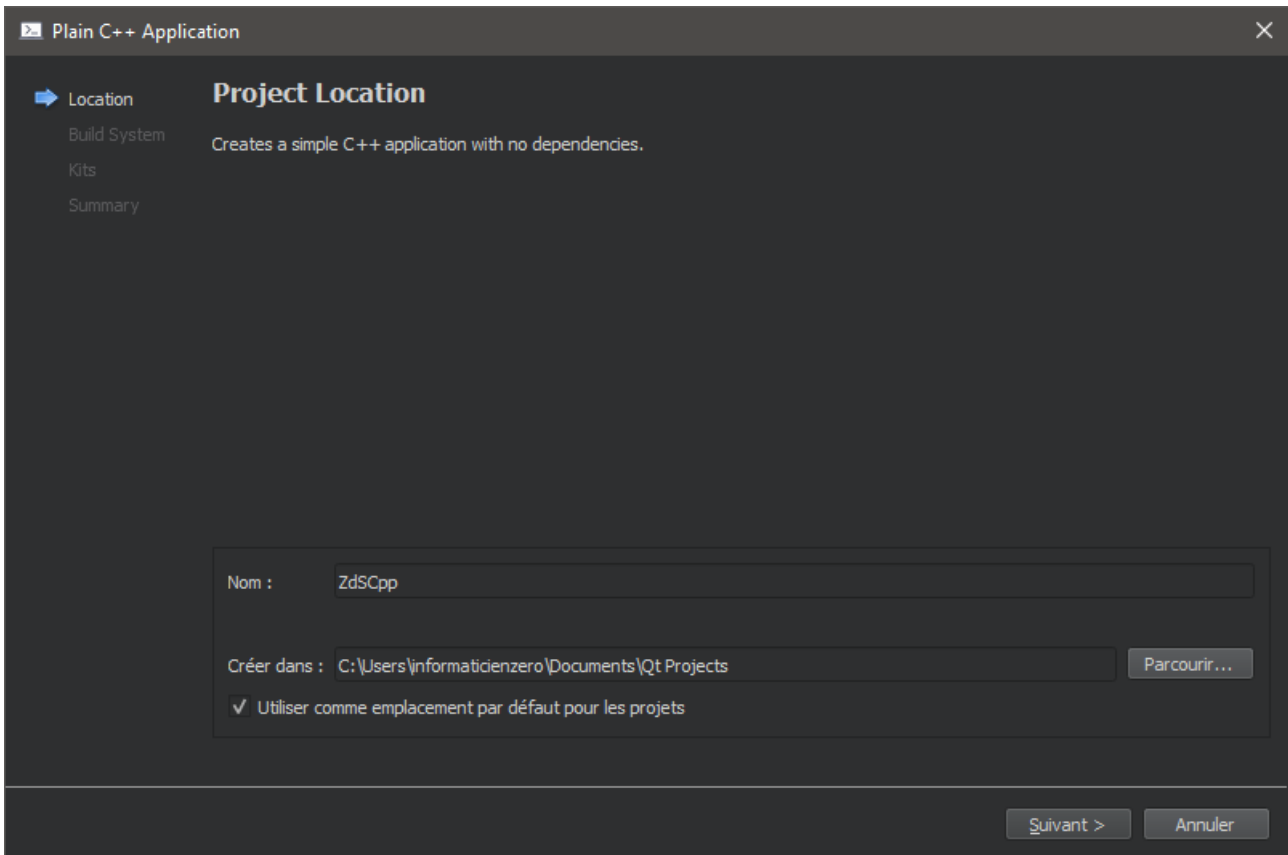 Plain C++ Application
Location
Build System
Kits
Summary
Project Location
Creates a simple C++ application with no dependencies.
Nom :
ZdSCpp
Créer dans :
C:\Users\informaticienzero\Documents\Qt Projects
Parcourir...
Utiliser comme emplacement par défaut pour les projets
Suivant >
Annuler